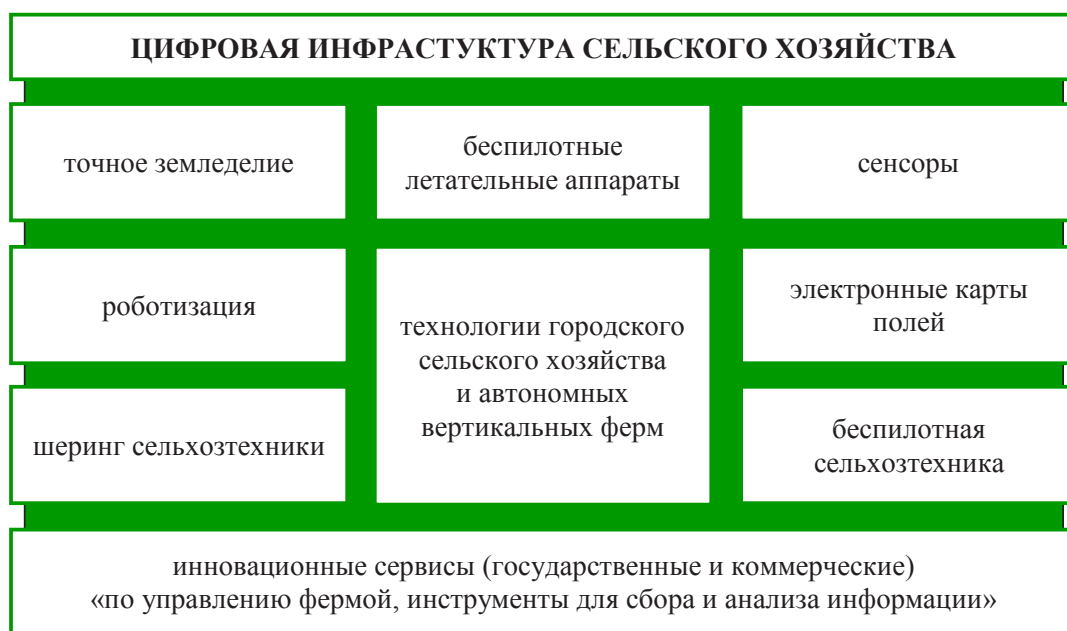 ЦИФРОВАЯ ИНФРАСТУКТУРА СЕЛЬСКОГО ХОЗЯЙСТВА
точное земледелие
беспилотные
летательные аппараты
сенсоры
роботизация
технологии городского
сельского хозяйства
и автономных
вертикальных ферм
электронные карты
полей
шеринг сельхозтехники
беспилотная
сельхозтехника
инновационные сервисы (государственные и коммерческие)
«по управлению фермой, инструменты для сбора и анализа информации»